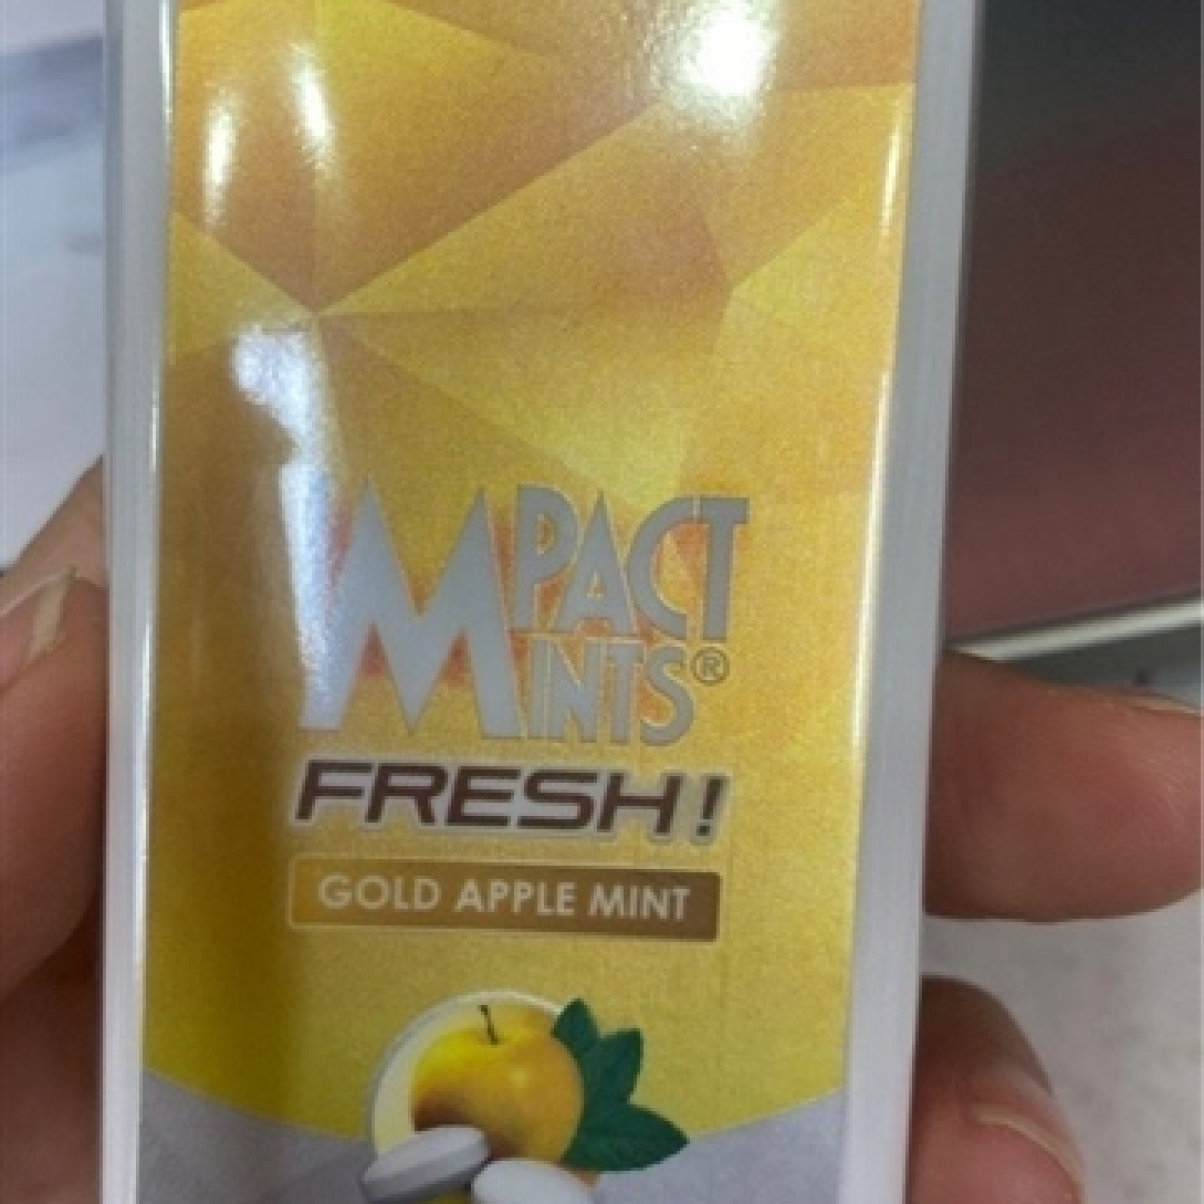 IMPACT
MINTS®
FRESH!
GOLD APPLE MINT